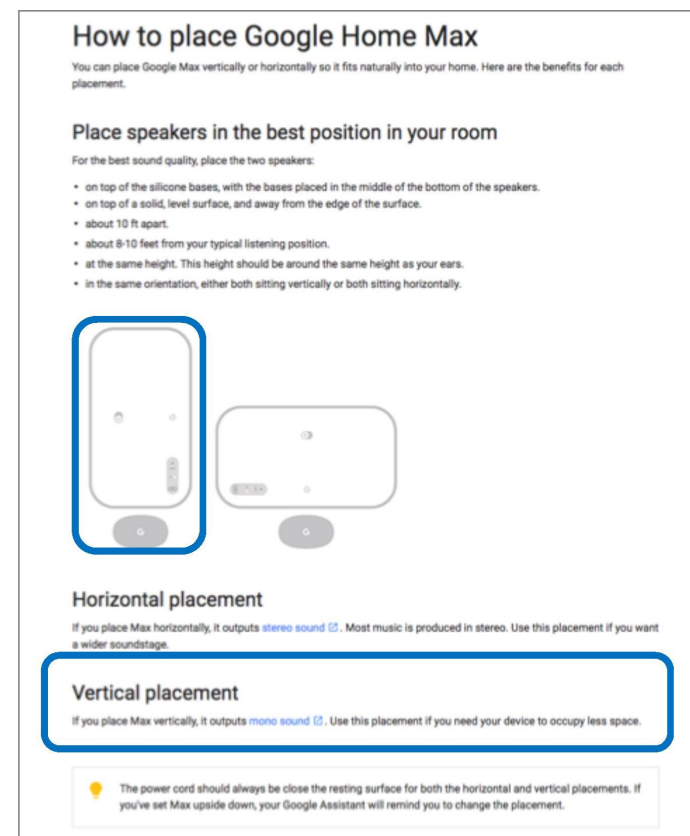 How to place Google Home Max
You can place Google Max vertically or horizontally so it fits naturally into your home. Here are the benefits for each
placement.
Place speakers in the best position in your room
For the best sound quality, place the two speakers:
• on top of the silicone bases, with the bases placed in the middle of the bottom of the speakers.
• on top of a solid, level surface, and away from the edge of the surface.
• about 10 ft apart.
• about 8-10 feet from your typical listening position.
• at the same height. This height should be around the same height as your ears.
• in the same orientation, either both sitting vertically or both sitting horizontally.
G
G
Horizontal placement
If you place Max horizontally, it outputs stereo sound. Most music is produced in stereo. Use this placement if you want
a wider soundstage.
Vertical placement
If you place Max vertically, it outputs mono sound. Use this placement if you need your device to occupy less space.
The power cord should always be close the resting surface for both the horizontal and vertical placements. If
you've set Max upside down, your Google Assistant will remind you to change the placement.